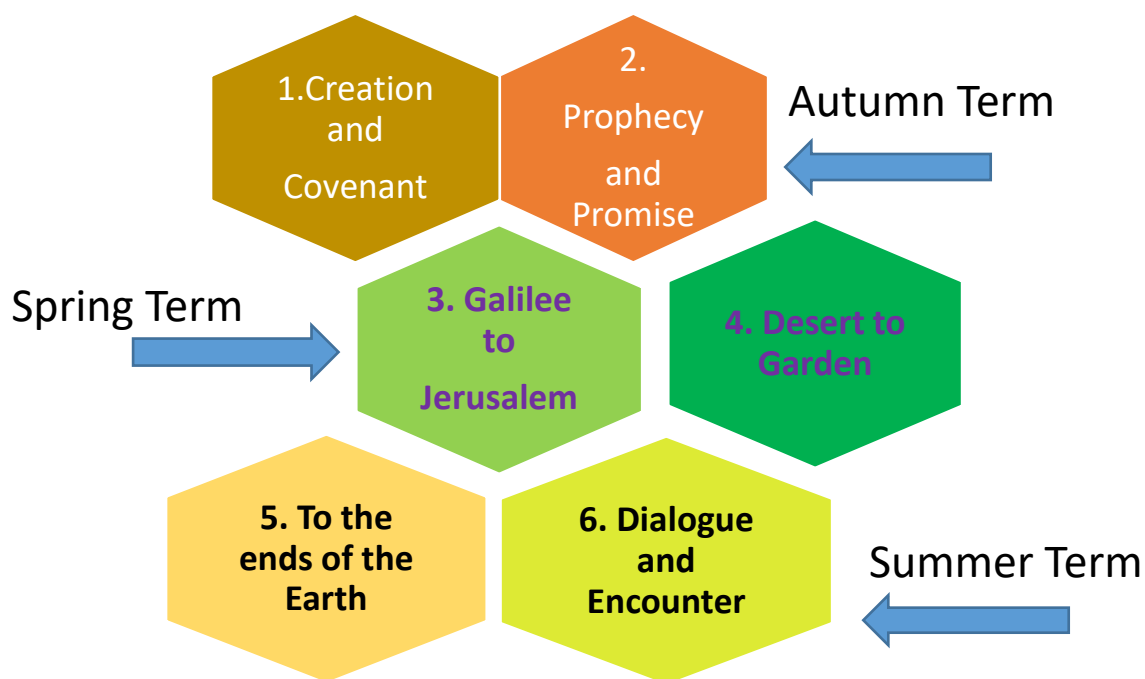 1.Creation
and
Covenant
2.
Prophecy
and
Promise
Autumn Term
Spring Term
3. Galilee
to
Jerusalem
4. Desert to
Garden
5. To the
ends of the
Earth
6. Dialogue
and
Encounter
Summer Term